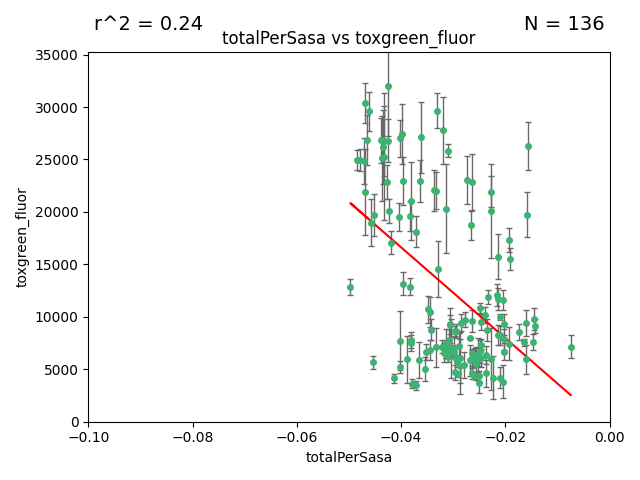 r^2 = 0.24
N = 136
totalPerSasa vs toxgreen_fluor
35000
30000
25000
20000
15000
10000
5000
0
toxgreen_fluor
−0.10
−0.08
−0.06
−0.04
−0.02
0.00
totalPerSasa